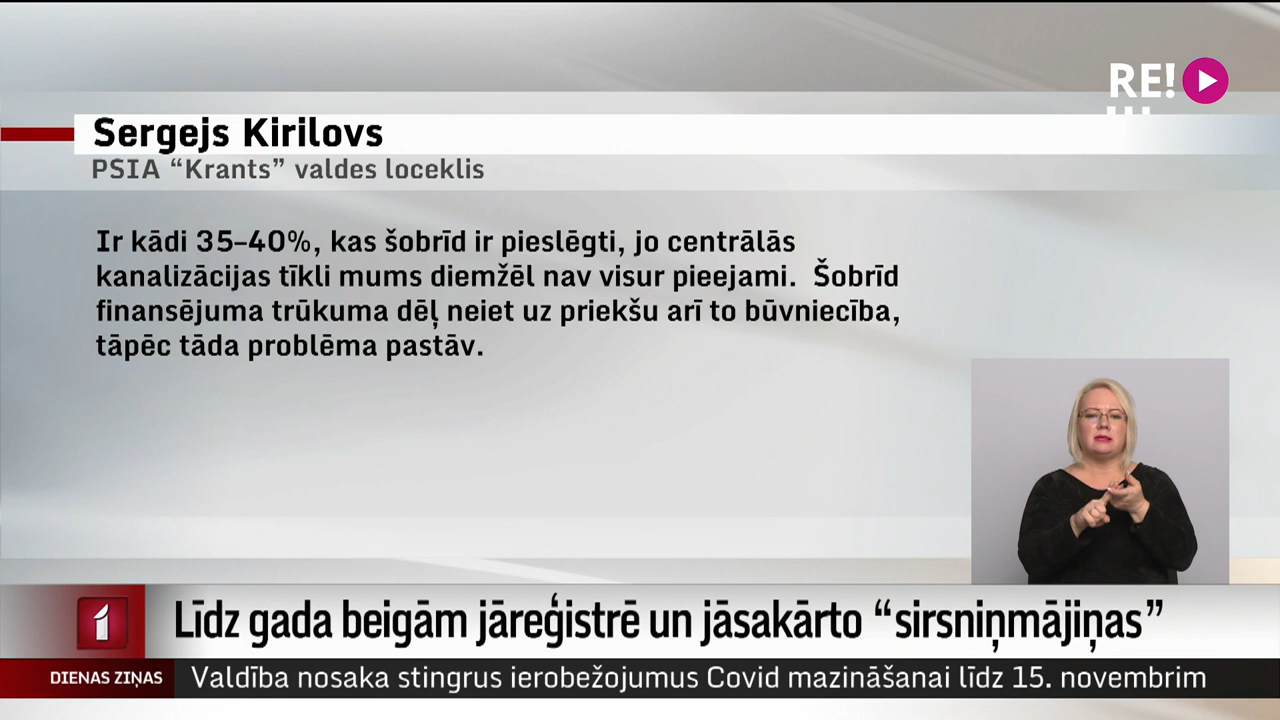 RE!
Sergejs Kirilovs
PSIA “Krants” valdes loceklis
Ir kādi 35–40%, kas šobrīd ir pieslēgti, jo centrālās
kanalizācijas tīkli mums diemžēl nav visur pieejami. Šobrīd
finansējuma trūkuma dēļ neiet uz priekšu arī to būvniecība,
tāpēc tāda problēma pastāv.
1
Līdz gada beigām jāreģistrē un jāsakārto “sirsniņmājiņas”
DIENAS ZIŅAS
Valdība nosaka stingrus ierobežojumus Covid mazināšanai līdz 15. novembrim